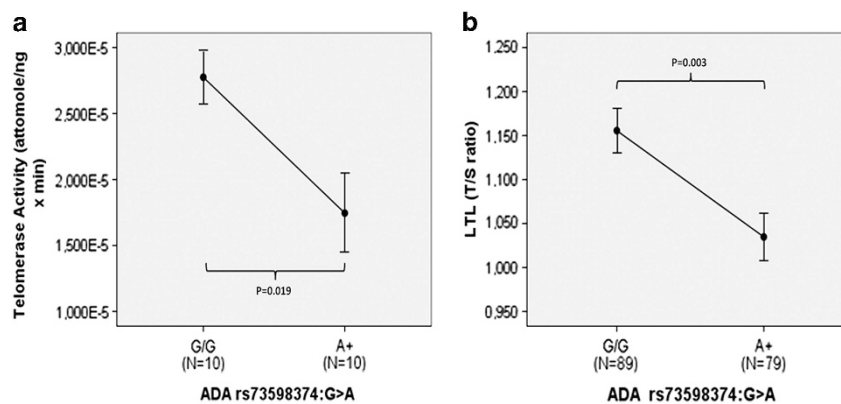 a
Telomerase Activity (attomole/ng
x min)
3,000E-5
2,500E-5
2,000E-5
1,500E-5
1,000E-5
P=0.019
G/G
(N=10)
A+
(N=10)
ADA rs73598374:G>A
b
LTL (T/S ratio)
1,250
1,200
1,150
1,100
1,050
1,000
0,950
P=0.003
G/G
(N=89)
A+
(N=79)
ADA rs73598374:G>A